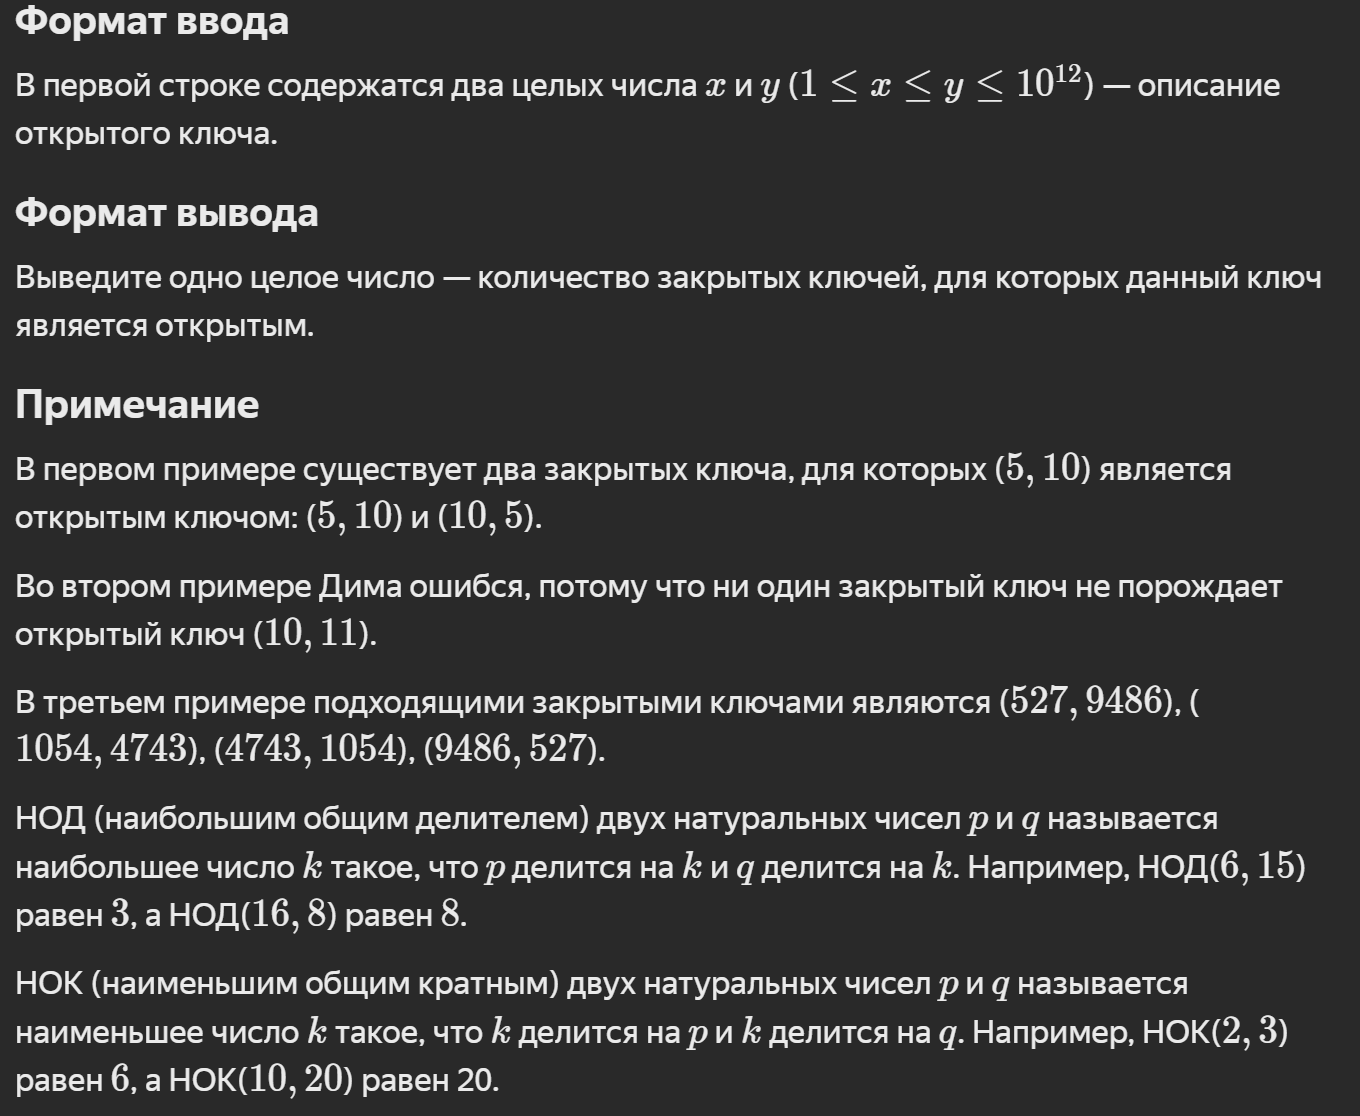 Формат ввода
В первой строке содержатся два целых числа x и y (1 ≤ x ≤ y ≤ 10^12) — описание
открытого ключа.
Формат вывода
Выведите одно целое число — количество закрытых ключей, для которых данный ключ
является открытым.
Примечание
В первом примере существует два закрытых ключа, для которых (5, 10) является
открытым ключом: (5, 10) и (10, 5).
Во втором примере Дима ошибся, потому что ни один закрытый ключ не порождает
открытый ключ (10, 11).
В третьем примере подходящими закрытыми ключами являются (527, 9486), (
1054, 4743), (4743, 1054), (9486, 527).
НОД (наибольшим общим делителем) двух натуральных чисел p и q называется
наибольшее число k такое, что p делится на k и q делится на k. Например, НОД(6, 15)
равен 3, а НОД(16, 8) равен 8.
НОК (наименьшим общим кратным) двух натуральных чисел p и q называется
наименьшее число k такое, что k делится на p и k делится на q. Например, НОК(2, 3)
равен 6, а НОК(10, 20) равен 20.